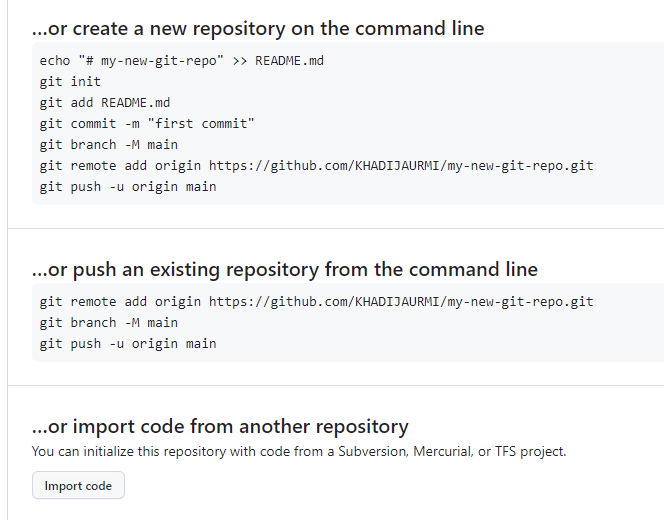 ...or create a new repository on the command line
echo "# my-new-git-repo" >> README.md
git init
git add README.md
git commit -m "first commit"
git branch -M main
git remote add origin https://github.com/KHADIJAURMI/my-new-git-repo.git
git push -u origin main
...or push an existing repository from the command line
git remote add origin https://github.com/KHADIJAURMI/my-new-git-repo.git
git branch -M main
git push -u origin main
...or import code from another repository
You can initialize this repository with code from a Subversion, Mercurial, or TFS project.
Import code